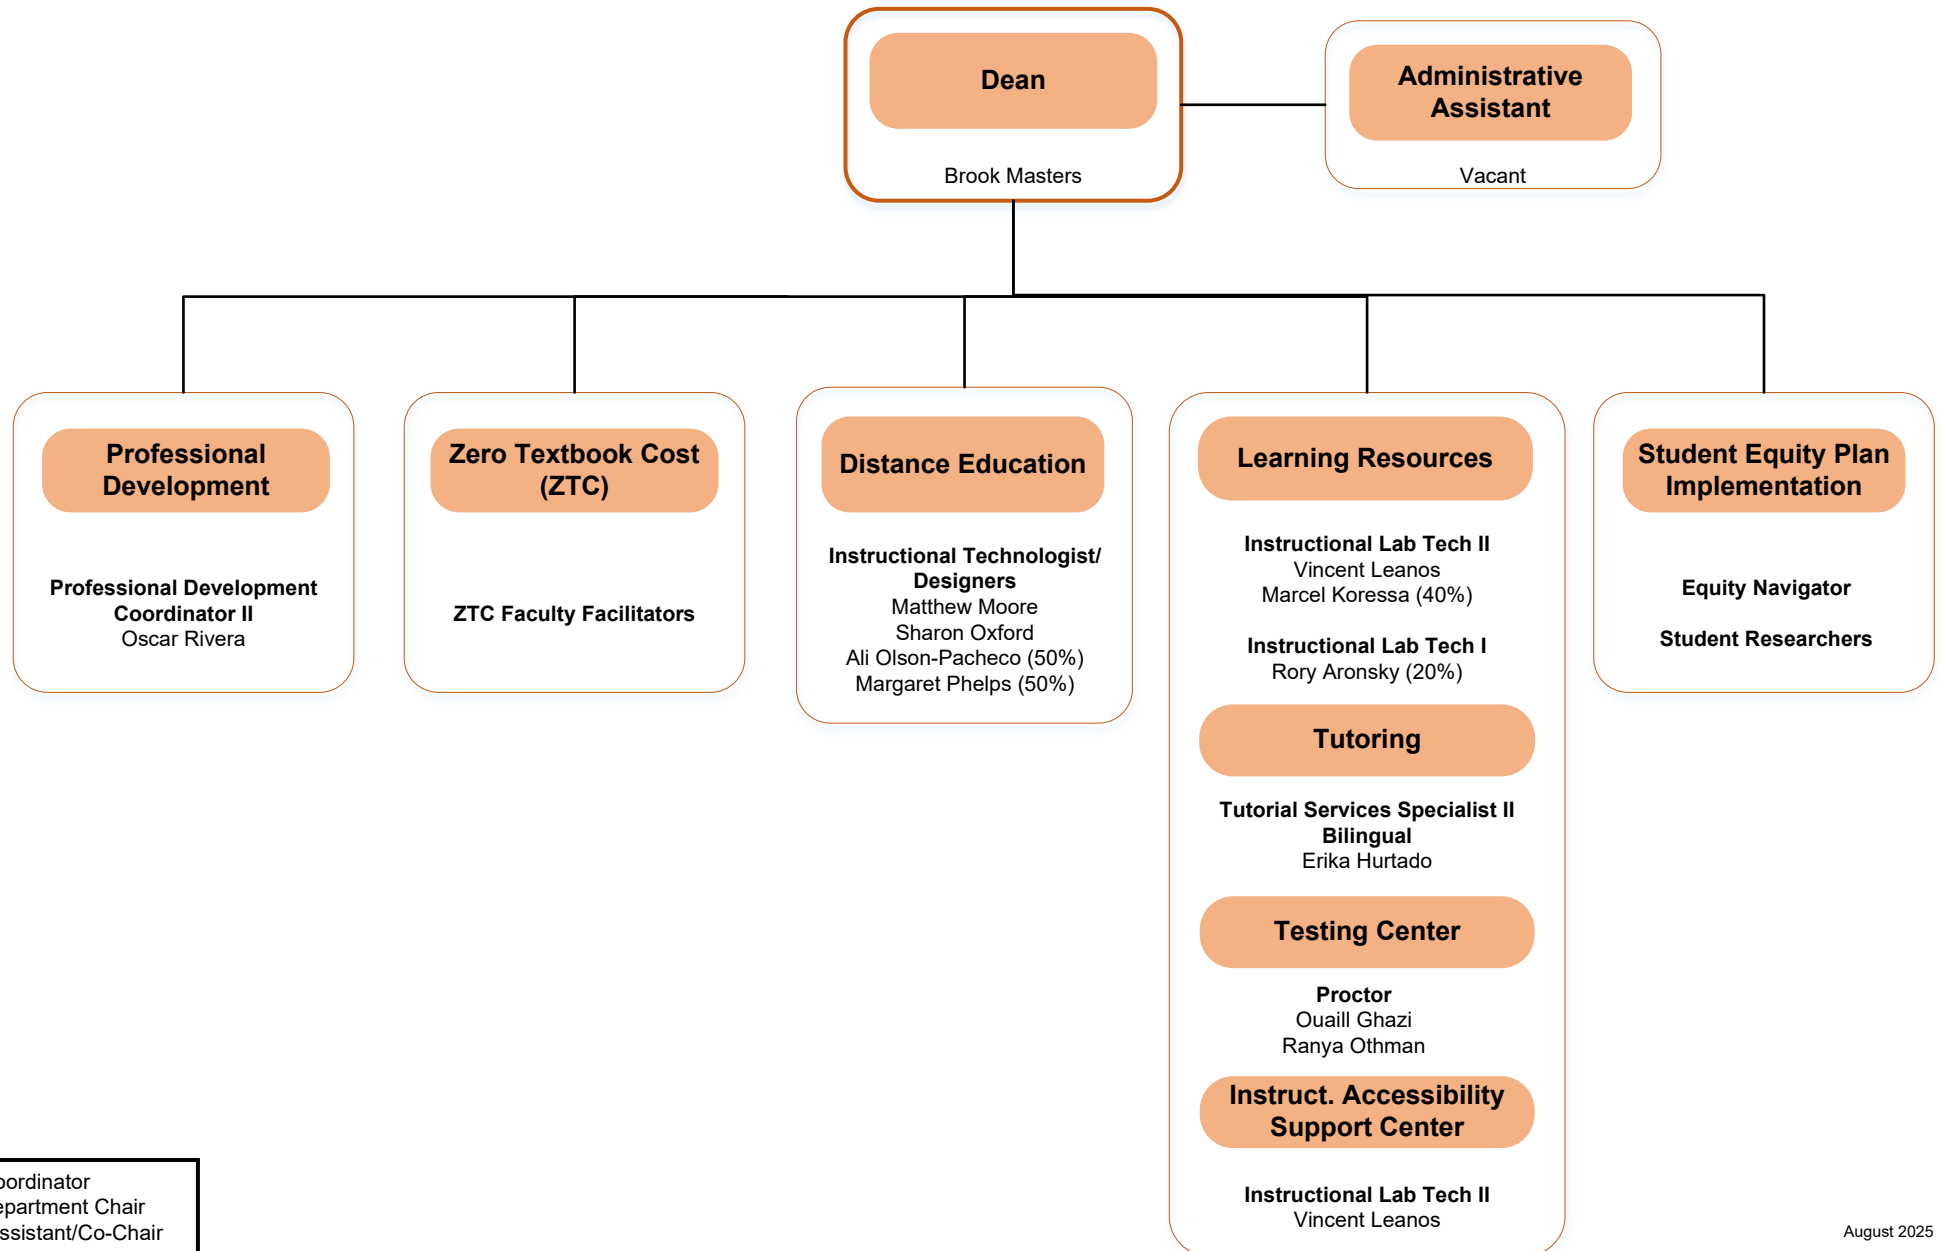 Dean
Brook Masters
Administrative
Assistant
Vacant
Professional
Development
Professional Development
Coordinator II
Oscar Rivera
Zero Textbook Cost
(ZTC)
ZTC Faculty Facilitators
Distance Education
Instructional Technologist/
Designers
Matthew Moore
Sharon Oxford
Ali Olson-Pacheco (50%)
Margaret Phelps (50%)
Learning Resources
Instructional Lab Tech II
Vincent Leanos
Marcel Koressa (40%)
Instructional Lab Tech I
Rory Aronsky (20%)
Tutoring
Tutorial Services Specialist II
Bilingual
Erika Hurtado
Testing Center
Proctor
Ouaill Ghazi
Ranya Othman
Instruct. Accessibility
Support Center
Instructional Lab Tech II
Vincent Leanos
Student Equity Plan
Implementation
Equity Navigator
Student Researchers
oordinator
epartment Chair
ssistant/Co-Chair
August 2025